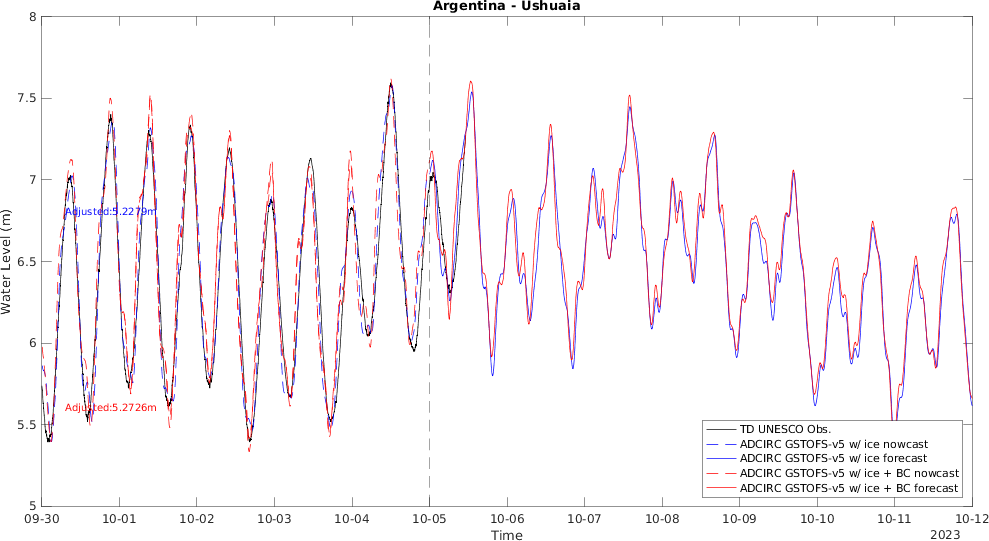 Argentina - Ushuaia
8
7.5
7
6.5
6
5.5
5
Water Level (m)
Adjusted:5.2279m
Adjusted:5.2726m
TD UNESCO Obs.
ADCIRC GSTOFS-v5 w/ ice nowcast
ADCIRC GSTOFS-v5 w/ ice forecast
ADCIRC GSTOFS-v5 w/ ice + BC nowcast
ADCIRC GSTOFS-v5 w/ ice + BC forecast
09-30 10-01 10-02 10-03 10-04 10-05 10-06 10-07 10-08 10-09 10-10 10-11 10-12
Time
2023